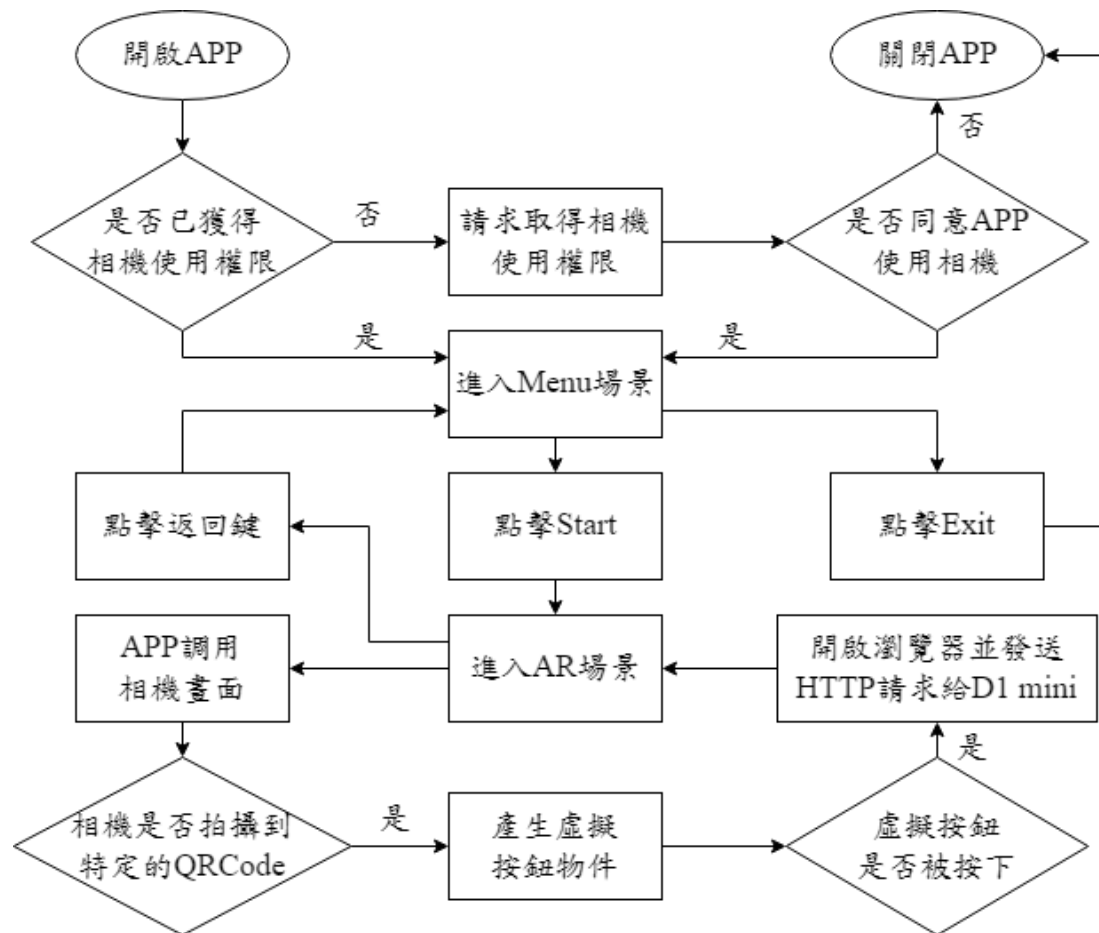 開啟APP
關閉APP
否
是否已獲得
相機使用權限
否
請求取得相機
使用權限
是否同意APP
使用相機
是
是
進入Menu場景
點擊返回鍵
點擊Start
點擊Exit
APP調用
相機畫面
進入AR場景
開啟瀏覽器並發送
HTTP請求給D1 mini
是
相機是否拍攝到
特定的QRCode
是
產生虛擬
按鈕物件
虛擬按鈕
是否被按下